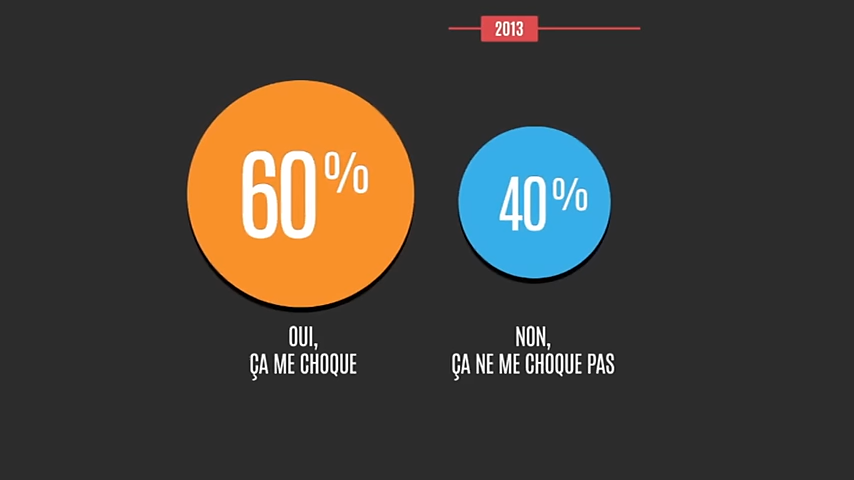 2013
60%
40%
OUI,
ÇA ME CHOQUE
NON,
ÇA NE ME CHOQUE PAS